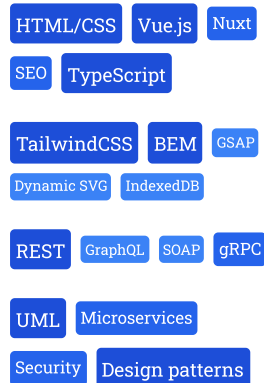 HTML/CSS Vue.js Nuxt
SEO TypeScript
TailwindCSS BEM GSAP
Dynamic SVG IndexedDB
REST GraphQL SOAP gRPC
UML Microservices
Security Design patterns